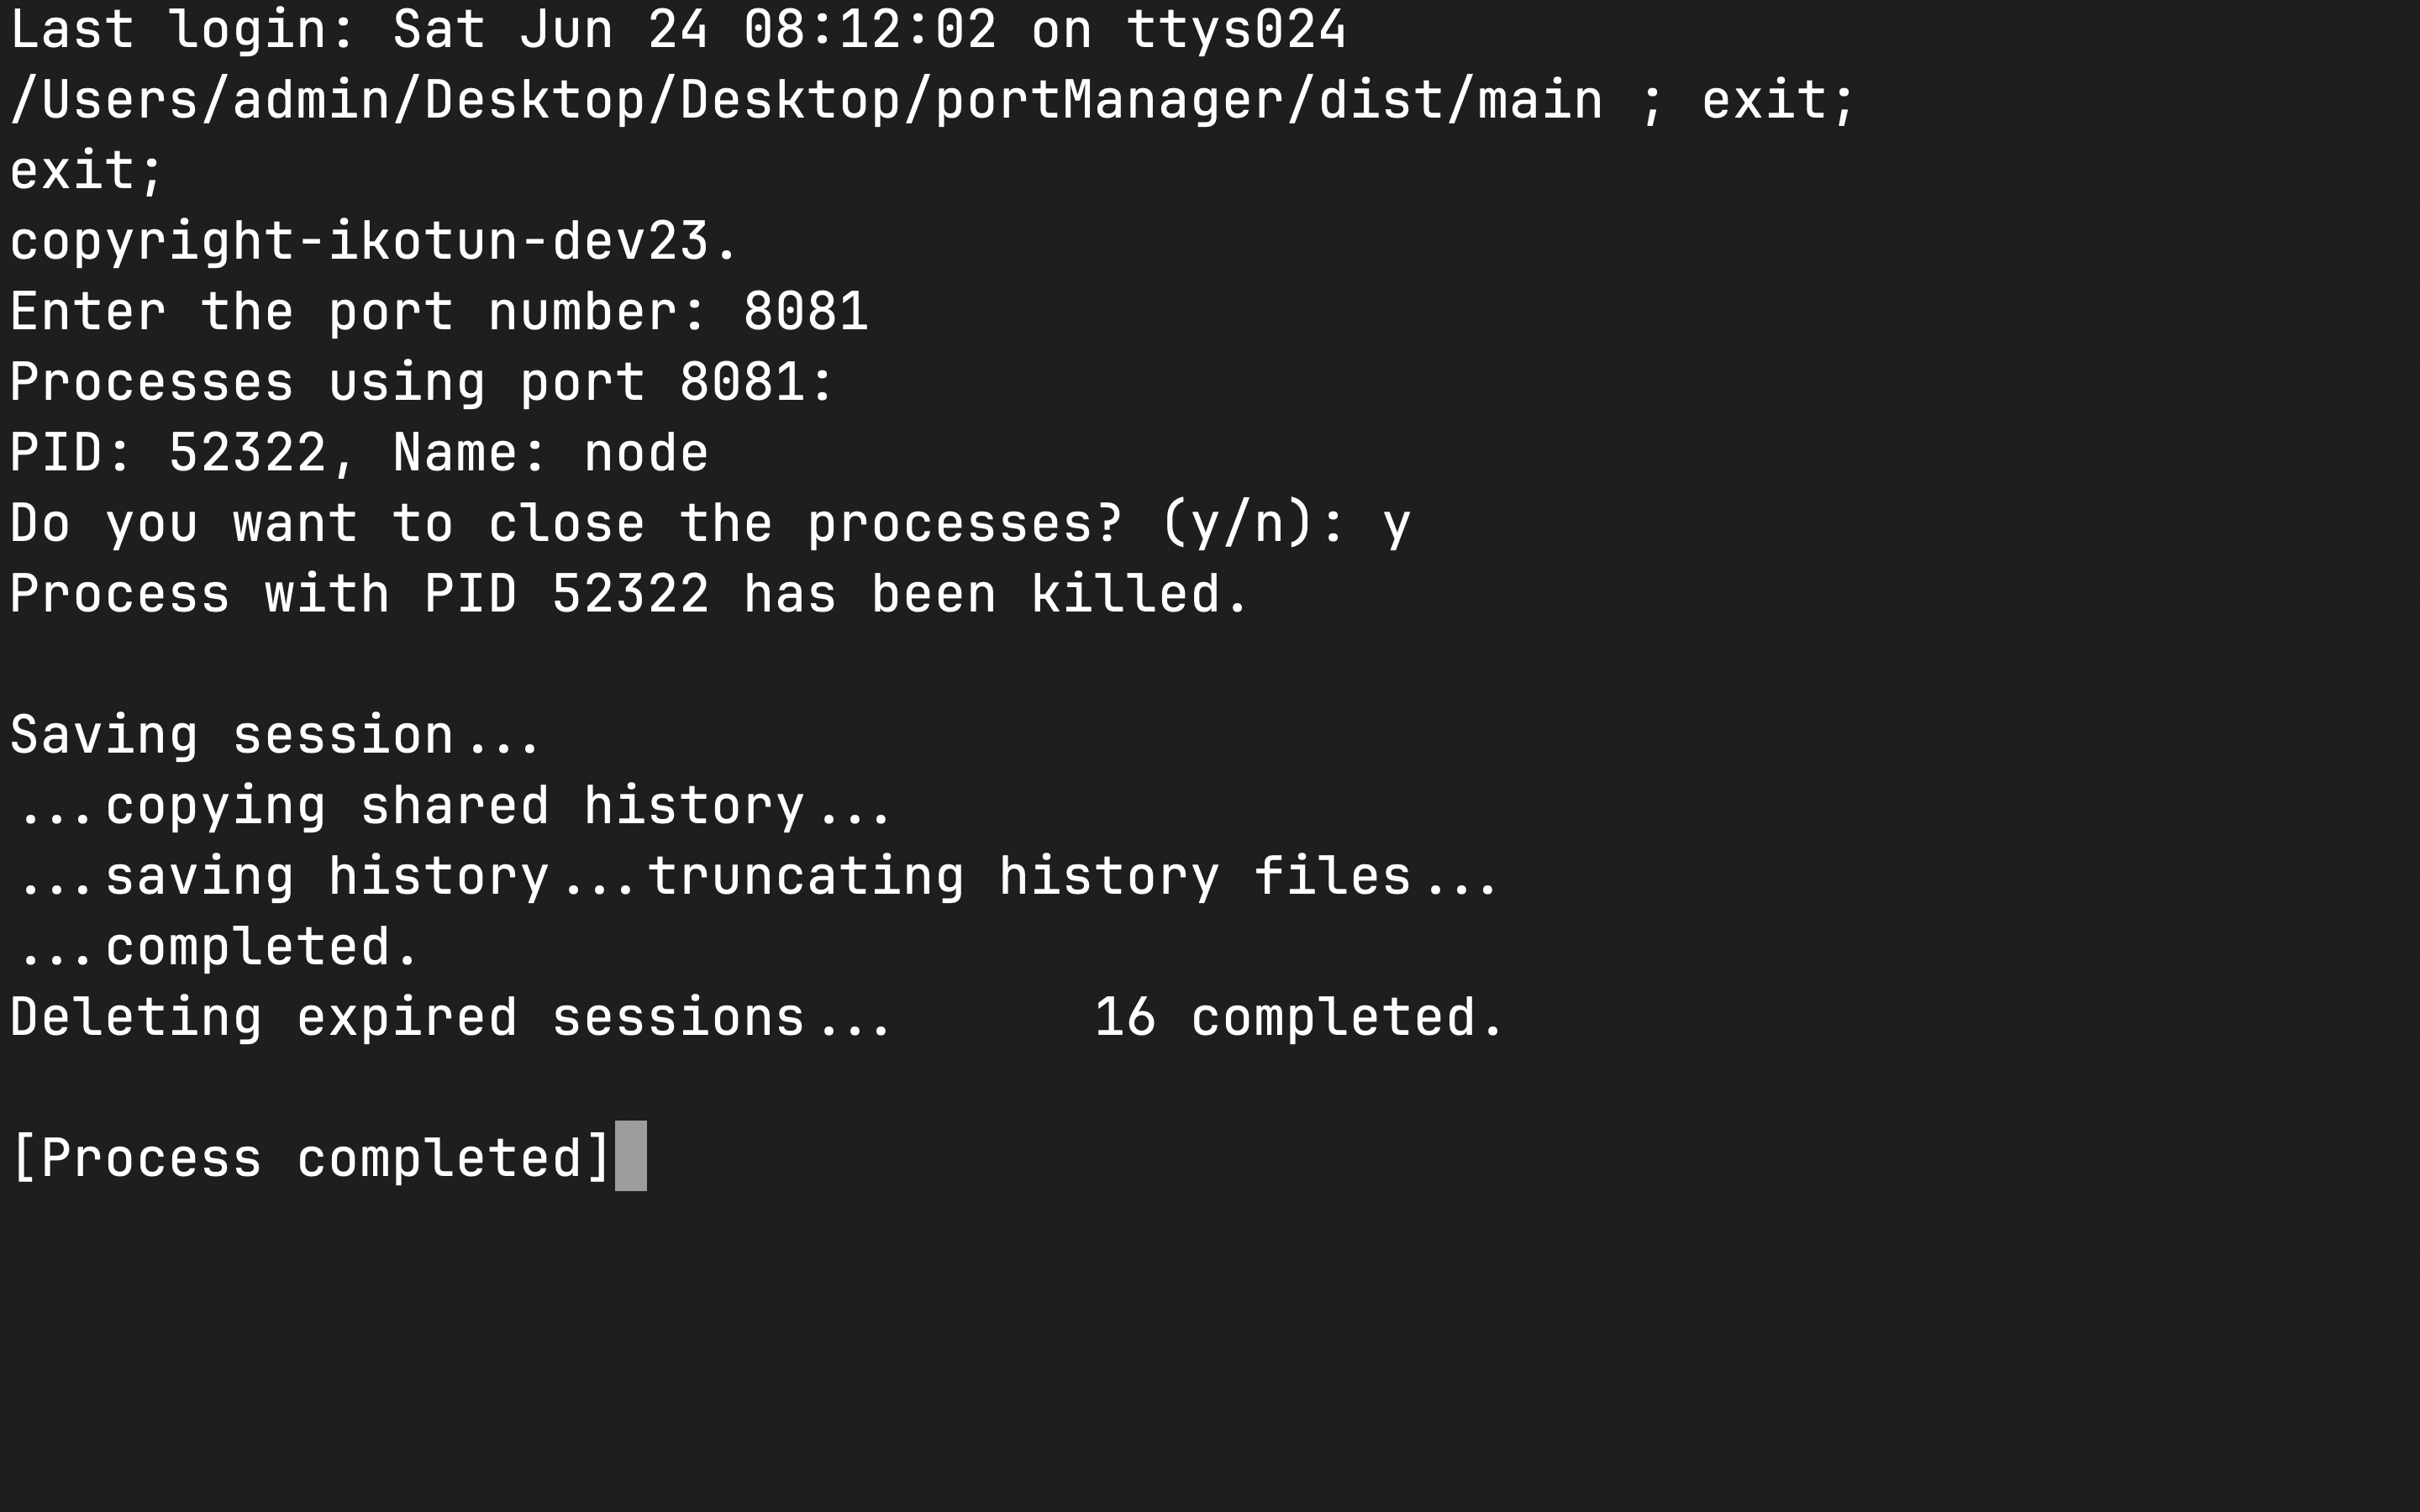 Last login: Sat Jun 24 08:12:02 on ttys024
/Users/admin/Desktop/Desktop/portManager/dist/main ; exit;
exit;
copyright-ikotun-dev23.
Enter the port number: 8081
Processes using port 8081:
PID: 52322, Name: node
Do you want to close the processes? (y/n): y
Process with PID 52322 has been killed.
Saving session...
...copying shared history...
...saving history...truncating history files...
...completed.
Deleting expired sessions...      16 completed.
[Process completed]